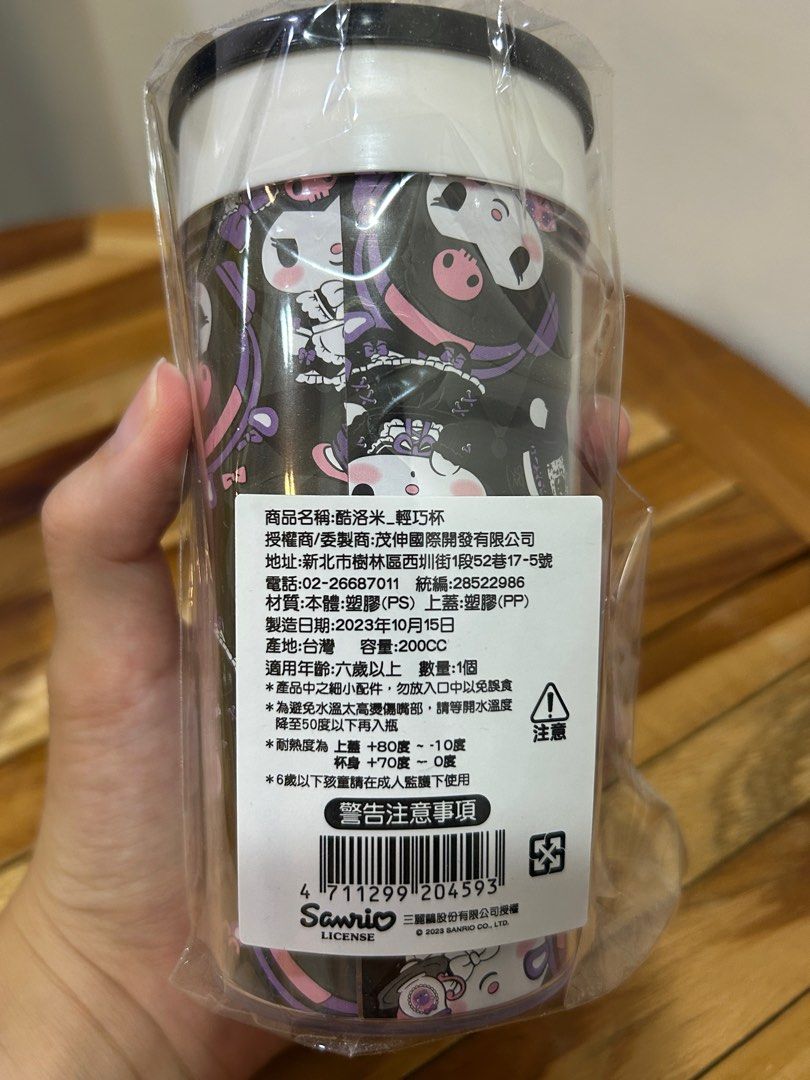 商品名稱:酷洛米_輕巧杯
授權商/委製商:茂伸國際開發有限公司
地址:新北市樹林區西圳街1段52巷17-5號
電話:02-26687011 統編:28522986
材質:本體:塑膠(PS) 上蓋:塑膠(PP)
製造日期:2023年10月15日
產地:台灣 容量:200CC
適用年齡:六歲以上 數量:1個
*產品中之細小配件，勿放入口中以免誤食
*為避免水溫太高燙傷嘴部，請等開水溫度
降至50度以下再入瓶
注意
*耐熱度為 上蓋 +80度 ~ -10度
杯身 +70度 ~ 0度
*6歲以下孩童請在成人監護下使用
警告注意事項
4 711299 204593
Sanrio
LICENSE
三麗鷗股份有限公司授權
© 2023 SANRIO CO., LTD.